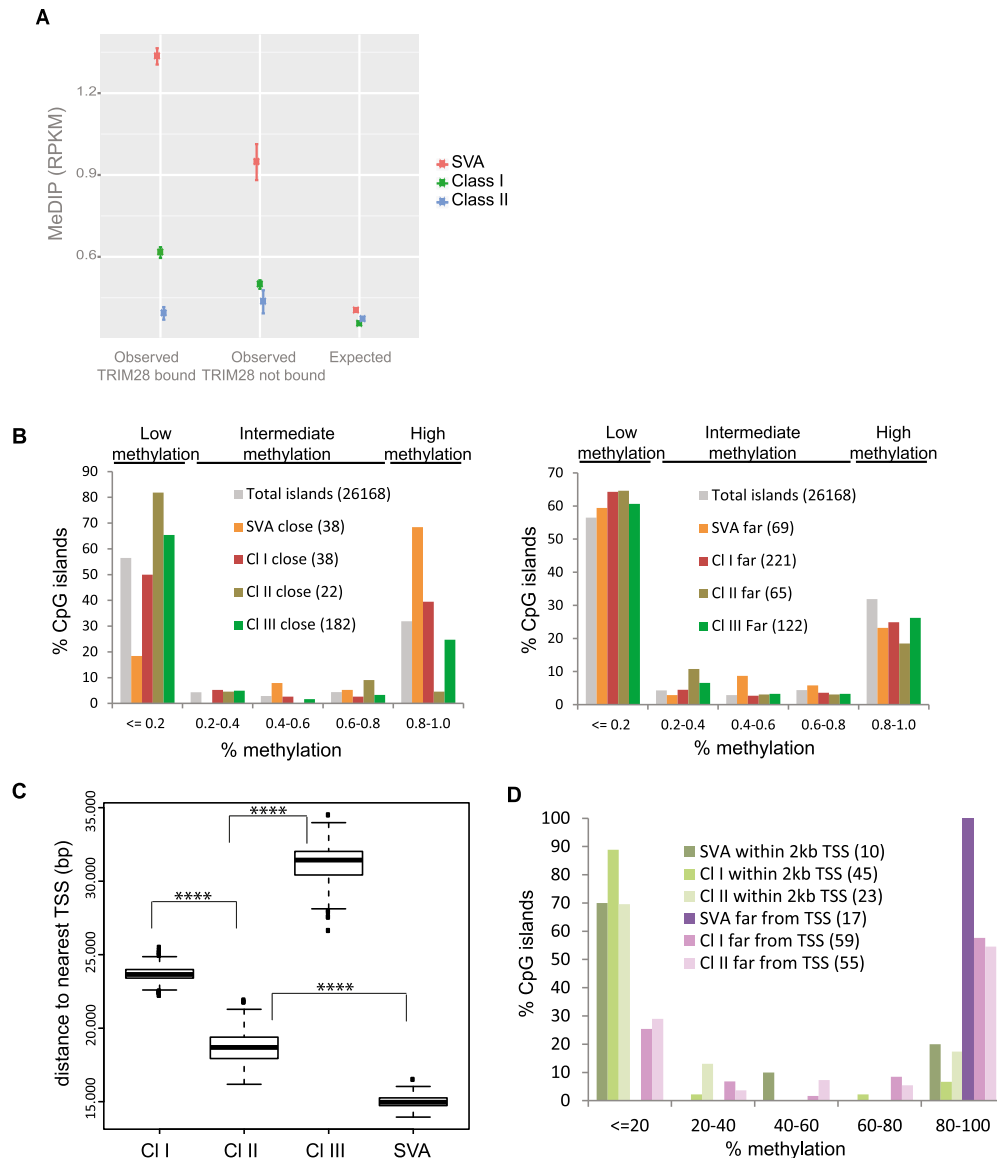 A
MeDIP (RPKM)
1.2
0.9
0.6
Observed
TRIM28 bound
Observed
TRIM28 not bound
Expected
SVA
Class I
Class II
B
Low
methylation
Intermediate
methylation
High
methylation
% CpG islands
90
80
70
60
50
40
30
20
10
0
Total islands (26168)
SVA close (38)
Cl I close (38)
Cl II close (22)
Cl III close (182)
<= 0.2
0.2-0.4
0.4-0.6
0.6-0.8
0.8-1.0
% methylation
Low
methylation
Intermediate
methylation
High
methylation
% CpG islands
70
60
50
40
30
20
10
0
Total islands (26168)
SVA far (69)
Cl I far (221)
Cl II far (65)
Cl III Far (122)
<= 0.2
0.2-0.4
0.4-0.6
0.6-0.8
0.8-1.0
% methylation
C
distance to nearest TSS (bp)
35,000
30,000
25,000
20,000
15,000
****
****
****
Cl I
Cl II
Cl III
SVA
D
% CpG islands
100
90
80
70
60
50
40
30
20
10
0
SVA within 2kb TSS (10)
Cl I within 2kb TSS (45)
Cl II within 2kb TSS (23)
SVA far from TSS (17)
Cl I far from TSS (59)
Cl II far from TSS (55)
<=20
20-40
40-60
60-80
80-100
% methylation